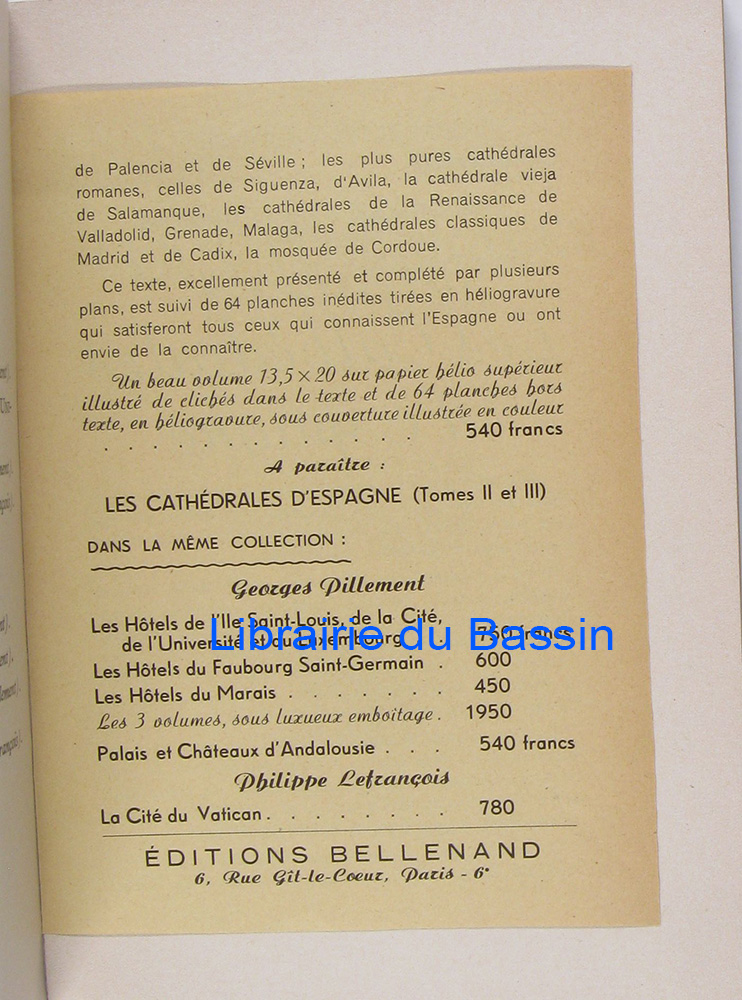 de Palencia et de Séville ; les plus pures cathédrales
romanes, celles de Siguenza, d'Avila, la cathédrale vieja
de Salamanque, les cathédrales de la Renaissance de
Valladolid, Grenade, Malaga, les cathédrales classiques de
Madrid et de Cadix, la mosquée de Cordoue.
Ce texte, excellement présenté et complété par plusieurs
plans, est suivi de 64 planches inédites tirées en héliogravure
qui satisferont tous ceux qui connaissent l'Espagne ou ont
envie de la connaître.
Un beau volume 13,5 × 20 sur papier hélio supérieur
illustré de clichés dans le texte et de 64 planches hors
texte, en héliogravure, sous couverture illustrée en couleur
. . . . . . . . . . . . 540 francs
A paraître :
LES CATHÉDRALES D'ESPAGNE (Tomes II et III)
DANS LA MÊME COLLECTION :
Georges Pillement
Les Hôtels de l'Ile Saint-Louis, de la Cité,
de l'Université et du Luxembourg . . 750 francs
Librairie du Bassin
Les Hôtels du Faubourg Saint-Germain . 600
Les Hôtels du Marais . . . . . . . 450
Les 3 volumes, sous luxueux emboîtage . 1950
Palais et Châteaux d'Andalousie . . . 540 francs
Philippe Lefrançois
La Cité du Vatican . . . . . . . . 780
ÉDITIONS BELLENAND
6, Rue Gît-le-Coeur, Paris - 6e